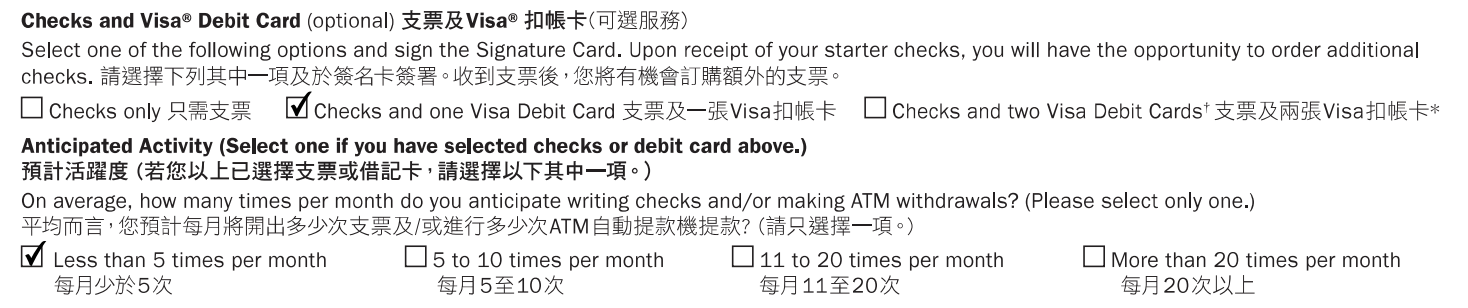 Checks and Visa® Debit Card (optional) 支票及Visa® 扣帳卡(可選服務)
Select one of the following options and sign the Signature Card. Upon receipt of your starter checks, you will have the opportunity to order additional
checks. 請選擇下列其中一項及於簽名卡簽署。收到支票後，您將有機會訂購額外的支票。
☐ Checks only 只需支票 ☑ Checks and one Visa Debit Card 支票及一張Visa扣帳卡 ☐ Checks and two Visa Debit Cards† 支票及兩張Visa扣帳卡*
Anticipated Activity (Select one if you have selected checks or debit card above.)
預計活躍度 (若您以上已選擇支票或借記卡，請選擇以下其中一項。)
On average, how many times per month do you anticipate writing checks and/or making ATM withdrawals? (Please select only one.)
平均而言，您預計每月將開出多少次支票及/或進行多少次ATM自動提款機提款? (請只選擇一項。)
☑ Less than 5 times per month ☐ 5 to 10 times per month ☐ 11 to 20 times per month ☐ More than 20 times per month
每月少於5次 每月5至10次 每月11至20次 每月20次以上